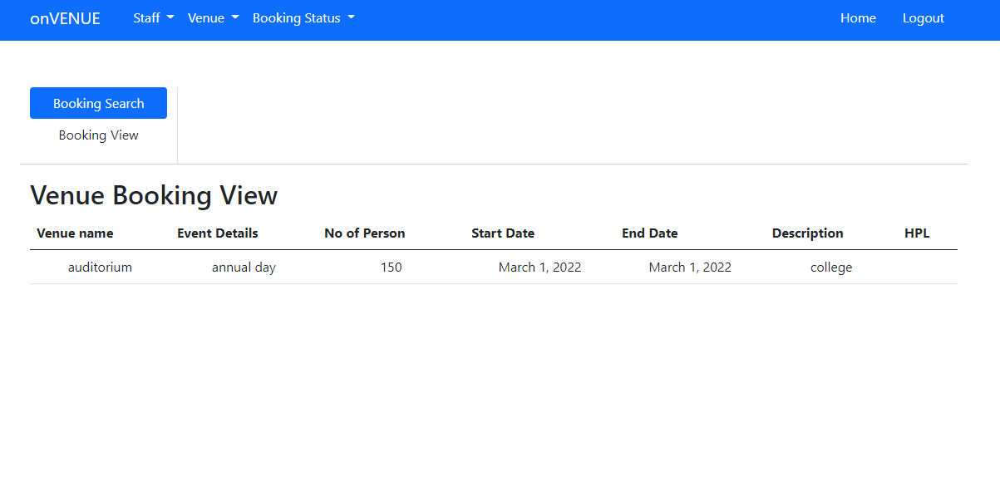 onVENUE Staff Venue Booking Status Home Logout
Booking Search
Booking View
Venue Booking View
Venue name Event Details No of Person Start Date End Date Description HPL
auditorium annual day 150 March 1, 2022 March 1, 2022 college